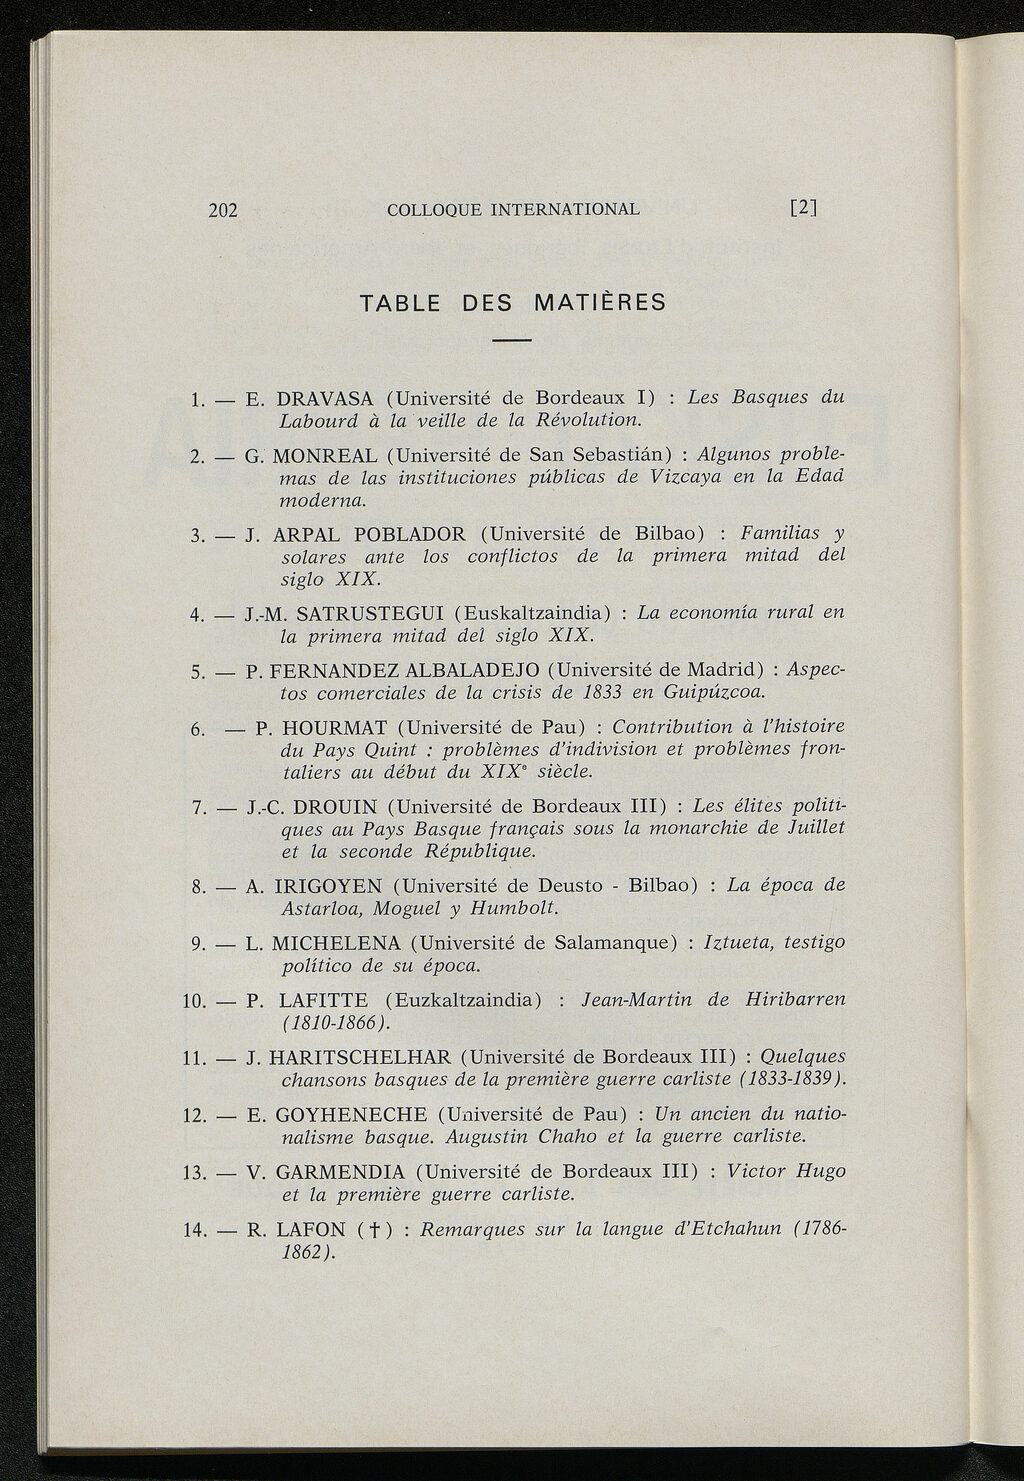 202 COLLOQUE INTERNATIONAL [2]
TABLE DES MATIÈRES
1. — E. DRAVASA (Université de Bordeaux I) : Les Basques du
Labourd à la veille de la Révolution.
2. — G. MONREAL (Université de San Sebastián) : Algunos proble-
mas de las instituciones públicas de Vizcaya en la Edad
moderna.
3. — J. ARPAL POBLADOR (Université de Bilbao) : Familias y
solares ante los conflictos de la primera mitad del
siglo XIX.
4. — J.-M. SATRUSTEGUI (Euskaltzaindia) : La economía rural en
la primera mitad del siglo XIX.
5. — P. FERNANDEZ ALBALADEJO (Université de Madrid) : Aspec-
tos comerciales de la crisis de 1833 en Guipúzcoa.
6. — P. HOURMAT (Université de Pau) : Contribution à l'histoire
du Pays Quint : problèmes d'indivision et problèmes fron-
taliers au début du XIXe siècle.
7. — J.-C. DROUIN (Université de Bordeaux III) : Les élites politi-
ques au Pays Basque français sous la monarchie de Juillet
et la seconde République.
8. — A. IRIGOYEN (Université de Deusto - Bilbao) : La época de
Astarloa, Moguel y Humbolt.
9. — L. MICHELENA (Université de Salamanque) : Iztueta, testigo
político de su época.
10. — P. LAFITTE (Euzkaltzaindia) : Jean-Martin de Hiribarren
(1810-1866).
11. — J. HARITSCHELHAR (Université de Bordeaux III) : Quelques
chansons basques de la première guerre carliste (1833-1839).
12. — E. GOYHENECHE (Université de Pau) : Un ancien du natio-
nalisme basque. Augustin Chaho et la guerre carliste.
13. — V. GARMENDIA (Université de Bordeaux III) : Victor Hugo
et la première guerre carliste.
14. — R. LAFON (†) : Remarques sur la langue d'Etchahun (1786-
1862).